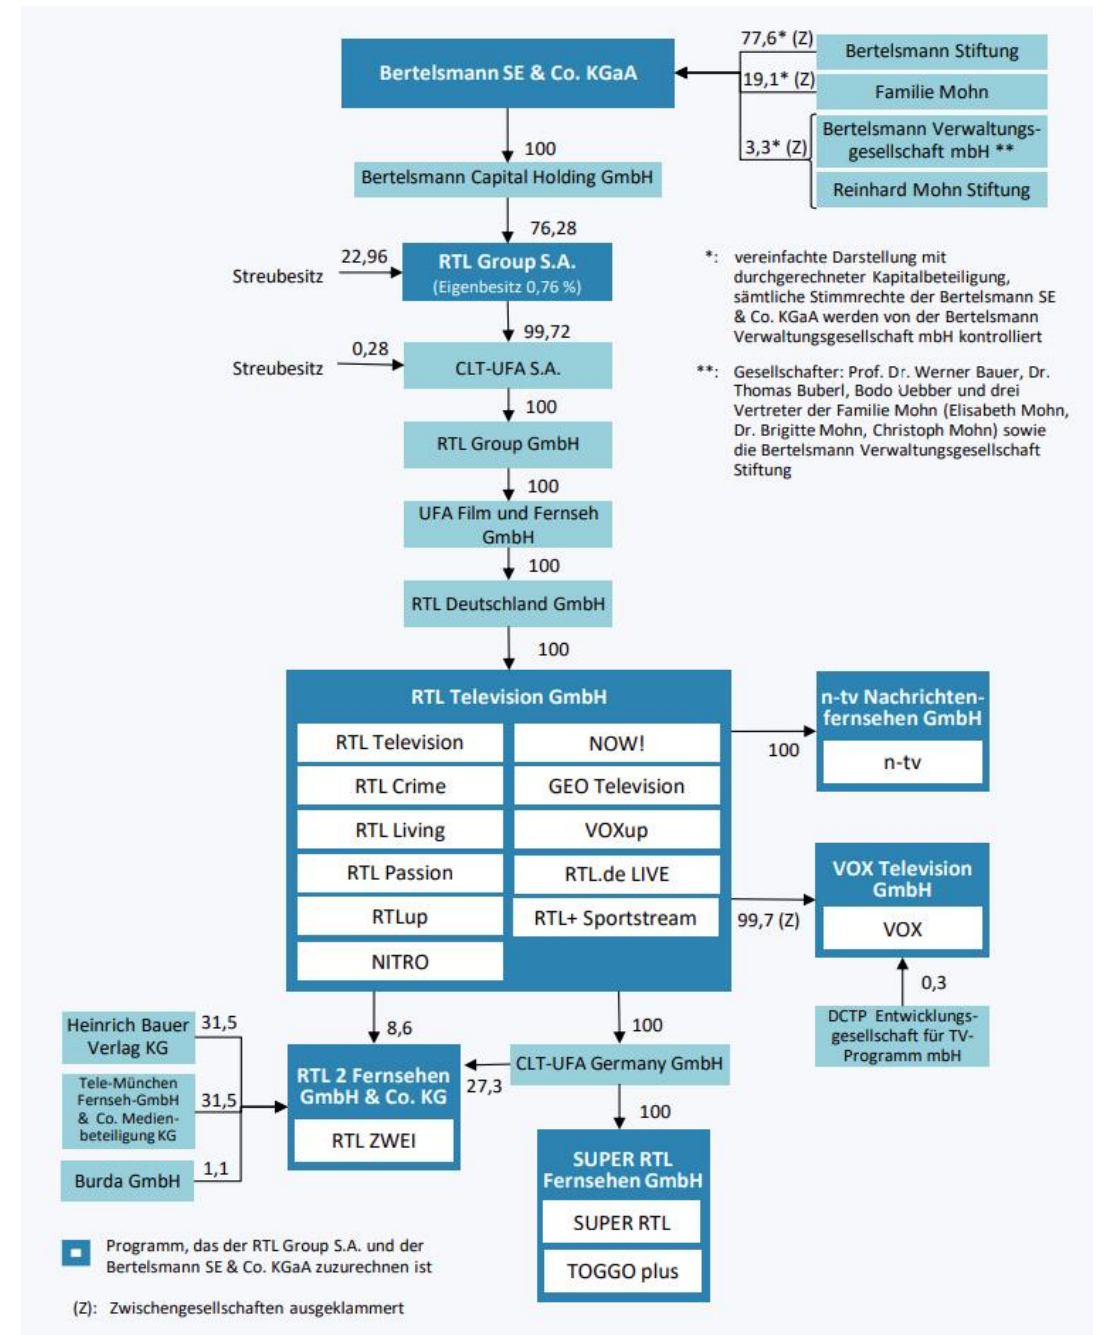 Bertelsmann SE & Co. KGaA
77,6* (Z)
Bertelsmann Stiftung
19,1* (Z)
Familie Mohn
3,3* (Z)
Bertelsmann Verwaltungs-
gesellschaft mbH **
Reinhard Mohn Stiftung
100
Bertelsmann Capital Holding GmbH
76,28
Streubesitz
22,96
RTL Group S.A.
(Eigenbesitz 0,76 %)
*: vereinfachte Darstellung mit
durchgerechneter Kapitalbeteiligung,
sämtliche Stimmrechte der Bertelsmann SE
& Co. KGaA werden von der Bertelsmann
Verwaltungsgesellschaft mbH kontrolliert
**: Gesellschafter: Prof. Dr. Werner Bauer, Dr.
Thomas Buberl, Bodo Uebber und drei
Vertreter der Familie Mohn (Elisabeth Mohn,
Dr. Brigitte Mohn, Christoph Mohn) sowie
die Bertelsmann Verwaltungsgesellschaft
Stiftung
99,72
Streubesitz
0,28
CLT-UFA S.A.
100
RTL Group GmbH
100
UFA Film und Fernseh
GmbH
100
RTL Deutschland GmbH
100
RTL Television GmbH
RTL Television
RTL Crime
RTL Living
RTL Passion
RTLup
NITRO
NOW!
GEO Television
VOXup
RTL.de LIVE
RTL+ Sportstream
100
n-tv Nachrichten-
fernsehen GmbH
n-tv
99,7 (Z)
VOX Television
GmbH
VOX
0,3
DCTP Entwicklungs-
gesellschaft für TV-
Programm mbH
8,6
100
CLT-UFA Germany GmbH
27,3
Heinrich Bauer
Verlag KG
31,5
Tele-München
Fernseh-GmbH
& Co. Medien-
beteiligung KG
31,5
Burda GmbH
1,1
RTL 2 Fernsehen
GmbH & Co. KG
RTL ZWEI
100
SUPER RTL
Fernsehen GmbH
SUPER RTL
TOGGO plus
Programm, das der RTL Group S.A. und der
Bertelsmann SE & Co. KGaA zuzurechnen ist
(Z): Zwischengesellschaften ausgeklammert